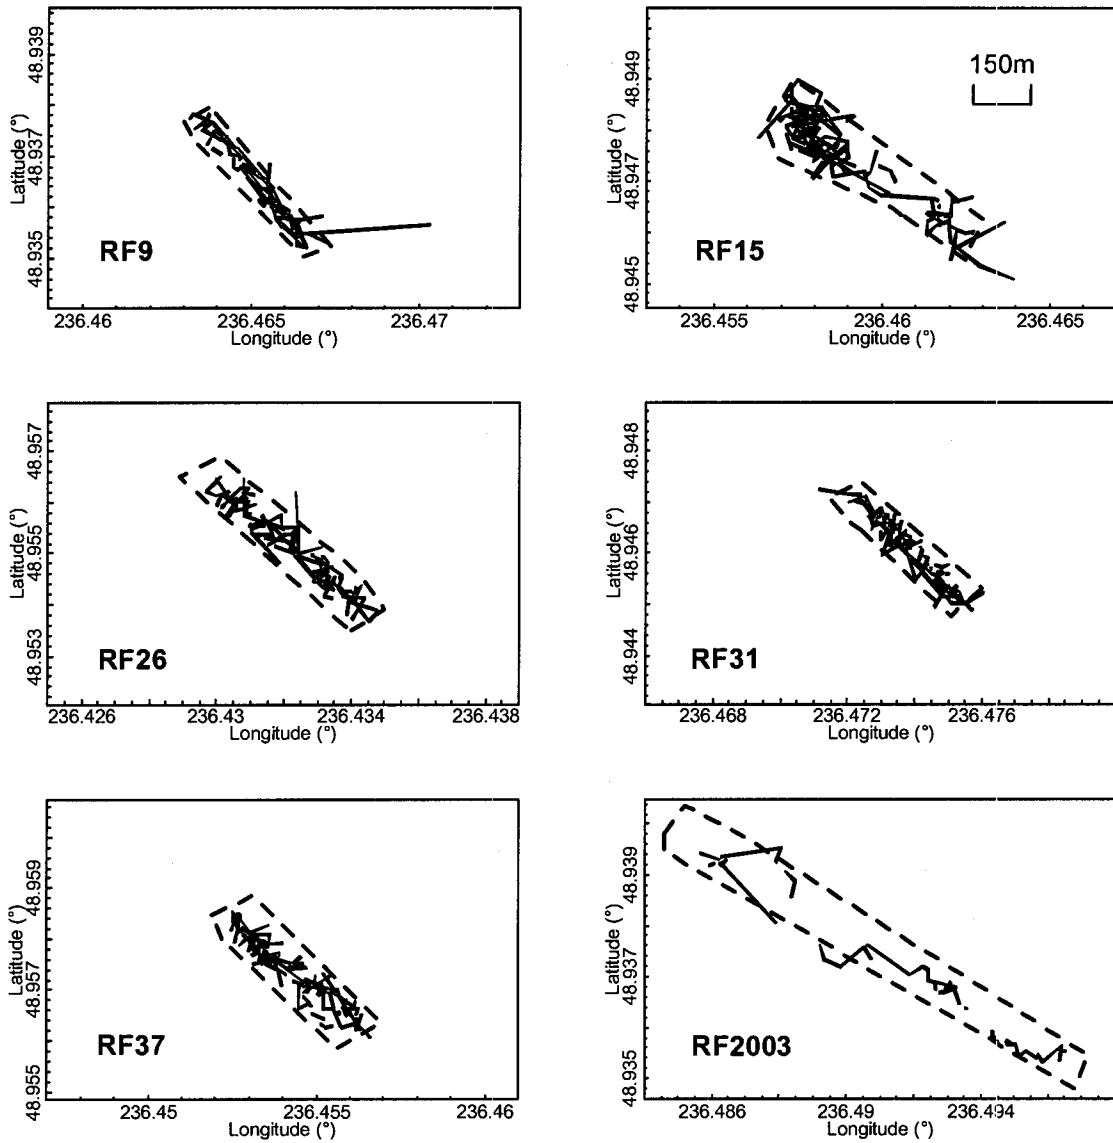 48.939
48.937
48.935
Latitude (°)
RF9
236.46
236.465
236.47
Longitude (°)
48.949
48.947
48.945
Latitude (°)
150m
RF15
236.455
236.46
236.465
Longitude (°)
48.957
48.955
48.953
Latitude (°)
RF26
236.426
236.43
236.434
236.438
Longitude (°)
48.948
48.946
48.944
Latitude (°)
RF31
236.468
236.472
236.476
Longitude (°)
48.959
48.957
48.955
Latitude (°)
RF37
236.45
236.455
236.46
Longitude (°)
48.939
48.937
48.935
Latitude (°)
RF2003
236.486
236.49
236.494
Longitude (°)